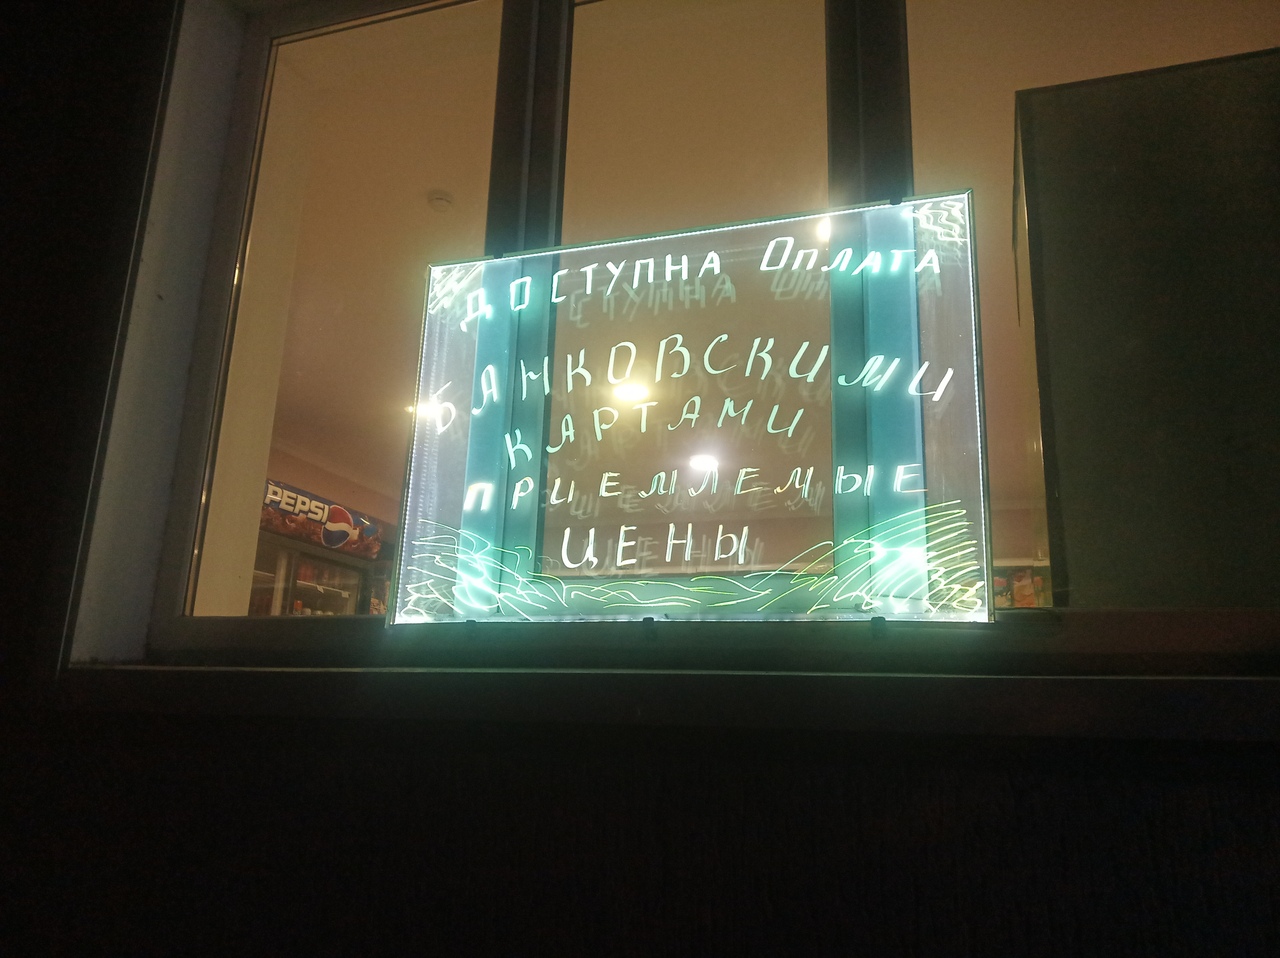 ДОСТУПНА ОПЛАТА
БАНКОВСКИМИ
КАРТАМИ
ПРИЕМЛЕМЫЕ
ЦЕНЫ
PEPSI